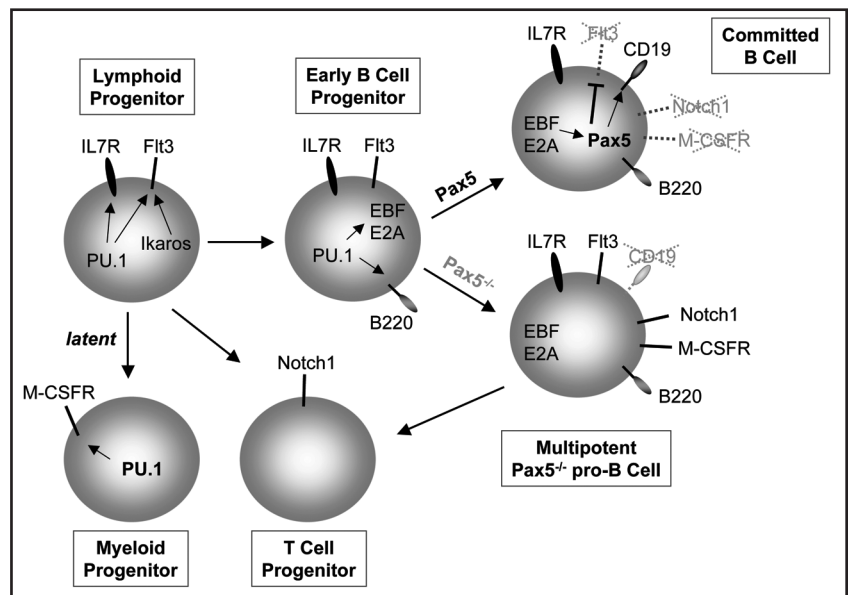 Lymphoid
Progenitor
IL7R
Flt3
PU.1
Ikaros
Early B Cell
Progenitor
IL7R
Flt3
EBF
E2A
PU.1
B220
Pax5
Pax5-/-
IL7R
Flt3
CD19
Committed
B Cell
EBF
E2A
Pax5
Notch1
M-CSFR
B220
IL7R
Flt3
CD19
EBF
E2A
Notch1
M-CSFR
B220
Multipotent
Pax5-/- pro-B Cell
latent
M-CSFR
PU.1
Myeloid
Progenitor
Notch1
T Cell
Progenitor